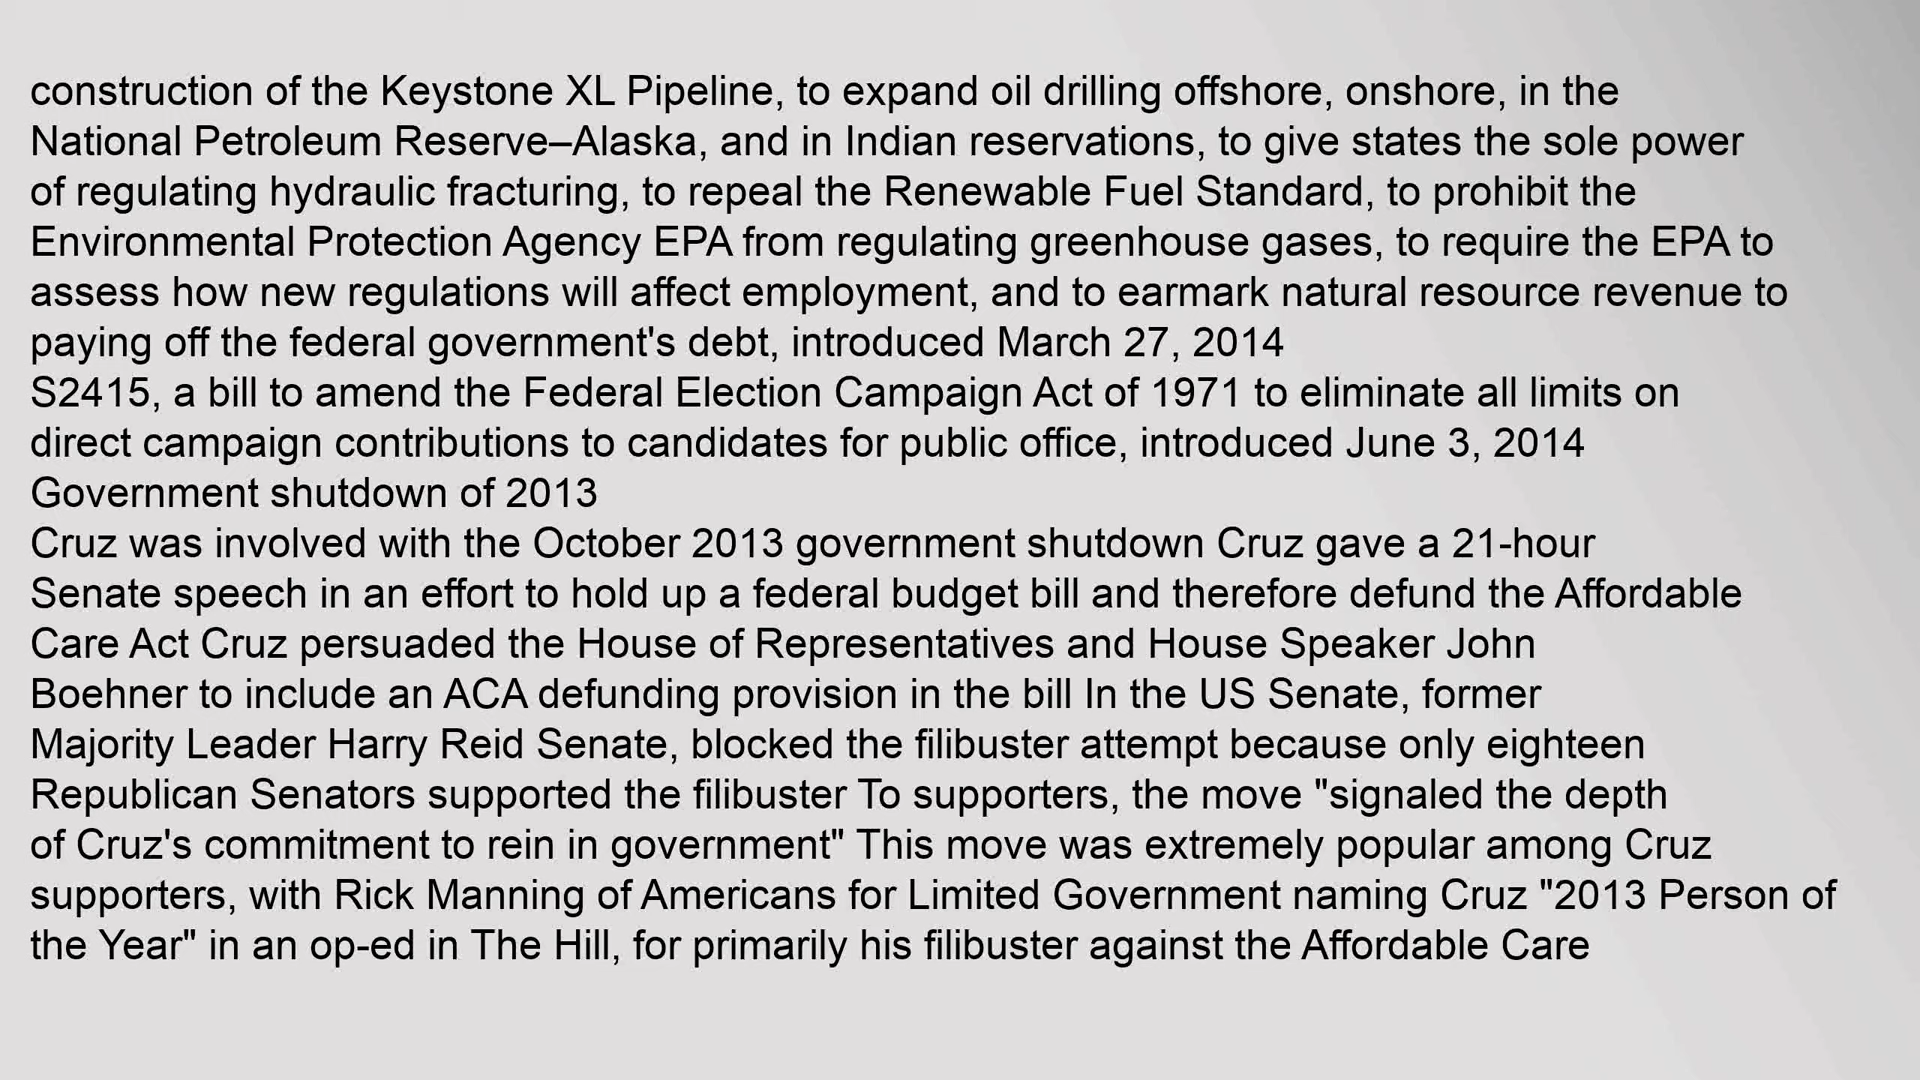 construction of the Keystone XL Pipeline, to expand oil drilling offshore, onshore, in the
National Petroleum Reserve–Alaska, and in Indian reservations, to give states the sole power
of regulating hydraulic fracturing, to repeal the Renewable Fuel Standard, to prohibit the
Environmental Protection Agency EPA from regulating greenhouse gases, to require the EPA to
assess how new regulations will affect employment, and to earmark natural resource revenue to
paying off the federal government's debt, introduced March 27, 2014
S2415, a bill to amend the Federal Election Campaign Act of 1971 to eliminate all limits on
direct campaign contributions to candidates for public office, introduced June 3, 2014
Government shutdown of 2013
Cruz was involved with the October 2013 government shutdown Cruz gave a 21-hour
Senate speech in an effort to hold up a federal budget bill and therefore defund the Affordable
Care Act Cruz persuaded the House of Representatives and House Speaker John
Boehner to include an ACA defunding provision in the bill In the US Senate, former
Majority Leader Harry Reid Senate, blocked the filibuster attempt because only eighteen
Republican Senators supported the filibuster To supporters, the move "signaled the depth
of Cruz's commitment to rein in government" This move was extremely popular among Cruz
supporters, with Rick Manning of Americans for Limited Government naming Cruz "2013 Person of
the Year" in an op-ed in The Hill, for primarily his filibuster against the Affordable Care